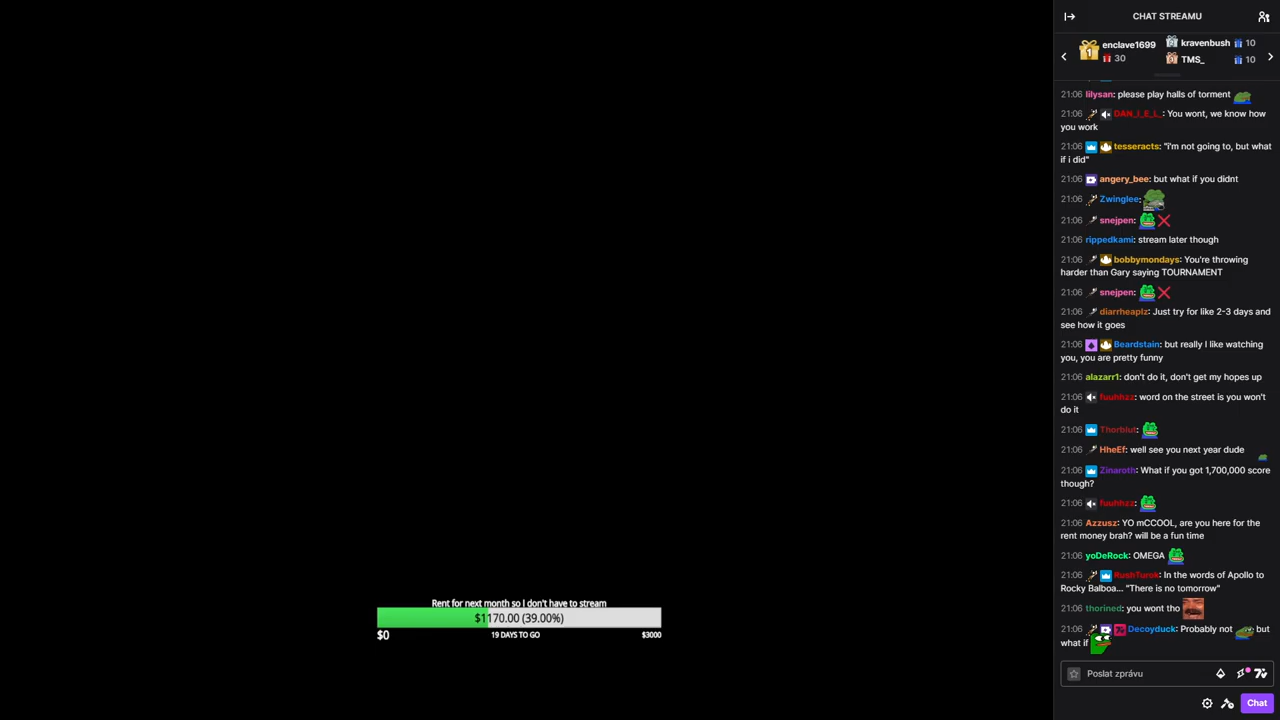 Rent for next month so I don't have to stream
$1170.00 (39.00%)
$0
19 DAYS TO GO
$3000
CHAT STREAMU
enclave1699
30
kravenbush 10
TMS_ 10
21:06 lilysan: please play halls of torment
21:06 DAN_I_E_L_: You wont, we know how
you work
21:06 tesseracts: "i'm not going to, but what
if i did"
21:06 angery_bee: but what if you didnt
21:06 Zwinglee:
21:06 snejpen:
21:06 rippedkami: stream later though
21:06 bobbymondays: You're throwing
harder than Gary saying TOURNAMENT
21:06 snejpen:
21:06 diarrheaplz: Just try for like 2-3 days and
see how it goes
21:06 Beardstain: but really I like watching
you, you are pretty funny
alazarr1: don't do it, don't get my hopes up
21:06 fuuhhzz: word on the street is you won't
do it
21:06 Thorbiut:
21:06 HheEf: well see you next year dude
21:06 Zinaroth: What if you got 1,700,000 score
though?
21:06 fuuhhzz:
21:06 Azzusz: YO mCCOOL, are you here for the
rent money brah? will be a fun time
21:06 yoDeRock: OMEGA
21:06 RushTurok: In the words of Apollo to
Rocky Balboa... "There is no tomorrow"
21:06 thorined: you wont tho
21:06 Decoyduck: Probably not but
what if
Poslat zprávu
Chat